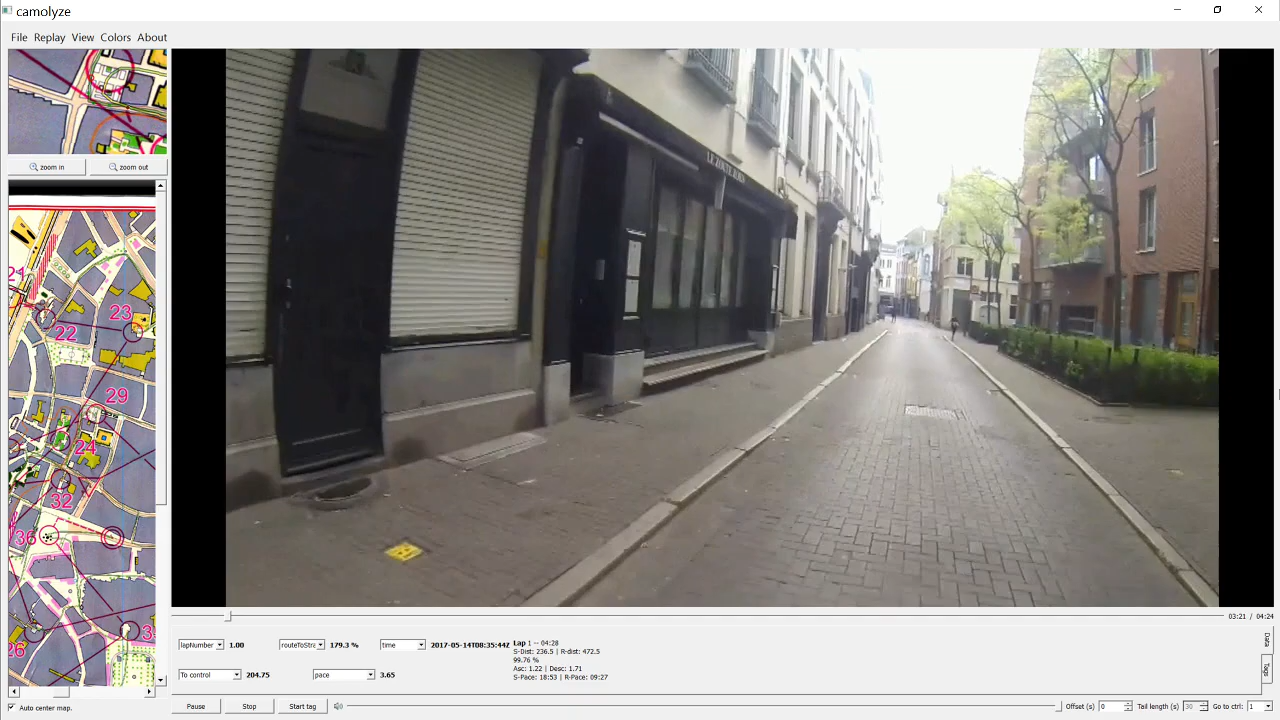 camolyze
File Replay View Colors About
zoom in zoom out
22
23
29
24
32
36
26
LE ZOUTE ZOEN
03:21 / 04:24
lapNumber 1.00 routeToStra 179.3 % time 2017-05-14T08:35:44Z
To control 204.75 pace 3.65
Lap 1 -- 04:28
S-Dist: 236.5 | R-dist: 472.5
99.76 %
Asc: 1.22 | Desc: 1.71
S-Pace: 18:53 | R-Pace: 09:27
Data
Tags
Auto center map.
Pause Stop Start tag
Offset (s) 0 Tail length (s) 30 Go to ctrl: 1